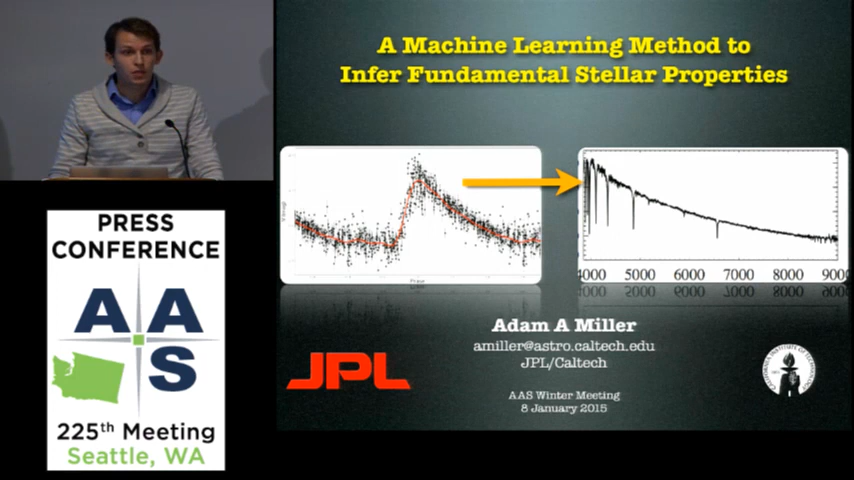 A Machine Learning Method to
Infer Fundamental Stellar Properties
4000 5000 6000 7000 8000 9000
PRESS
CONFERENCE
AAS
225th Meeting
Seattle, WA
Adam A Miller
amiller@astro.caltech.edu
JPL/Caltech
JPL
AAS Winter Meeting
8 January 2015